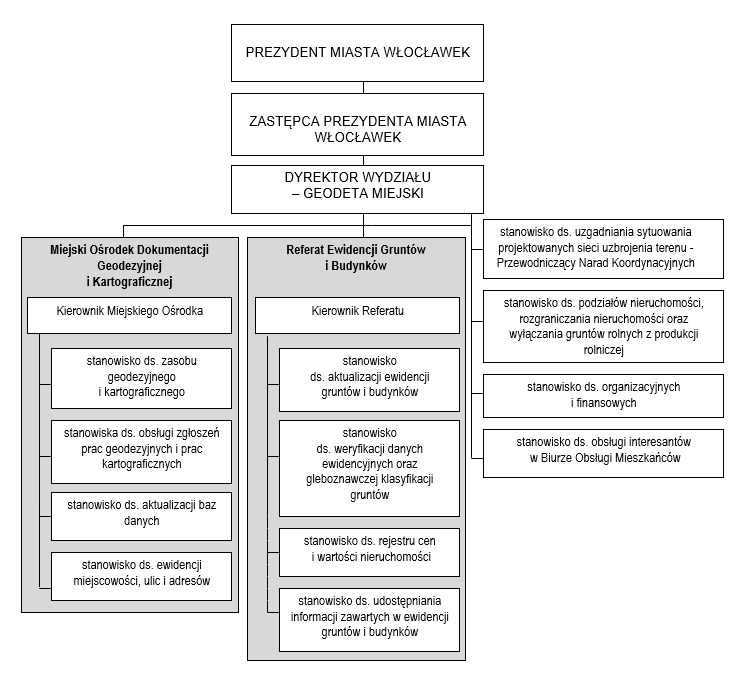 PREZYDENT MIASTA WŁOCŁAWEK
ZASTĘPCA PREZYDENTA MIASTA
WŁOCŁAWEK
DYREKTOR WYDZIAŁU
– GEODETA MIEJSKI
Miejski Ośrodek Dokumentacji
Geodezyjnej
i Kartograficznej
Kierownik Miejskiego Ośrodka
stanowisko ds. zasobu
geodezyjnego
i kartograficznego
stanowiska ds. obsługi zgłoszeń
prac geodezyjnych i prac
kartograficznych
stanowisko ds. aktualizacji baz
danych
stanowisko ds. ewidencji
miejscowości, ulic i adresów
Referat Ewidencji Gruntów
i Budynków
Kierownik Referatu
stanowisko
ds. aktualizacji ewidencji
gruntów i budynków
stanowisko
ds. weryfikacji danych
ewidencyjnych oraz
gleboznawczej klasyfikacji
gruntów
stanowisko ds. rejestru cen
i wartości nieruchomości
stanowisko ds. udostępniania
informacji zawartych w ewidencji
gruntów i budynków
stanowisko ds. uzgadniania sytuowania
projektowanych sieci uzbrojenia terenu -
Przewodniczący Narad Koordynacyjnych
stanowisko ds. podziałów nieruchomości,
rozgraniczania nieruchomości oraz
wyłączania gruntów rolnych z produkcji
rolniczej
stanowisko ds. organizacyjnych
i finansowych
stanowisko ds. obsługi interesantów
w Biurze Obsługi Mieszkańców